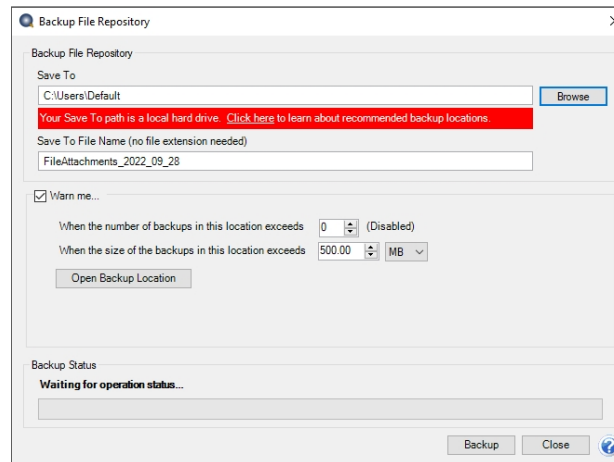 Backup File Repository
Backup File Repository
Save To
C:\Users\Default
Browse
Your Save To path is a local hard drive. Click here to learn about recommended backup locations.
Save To File Name (no file extension needed)
FileAttachments_2022_09_28
Warn me...
When the number of backups in this location exceeds 0 (Disabled)
When the size of the backups in this location exceeds 500.00 MB
Open Backup Location
Backup Status
Waiting for operation status...
Backup Close ?